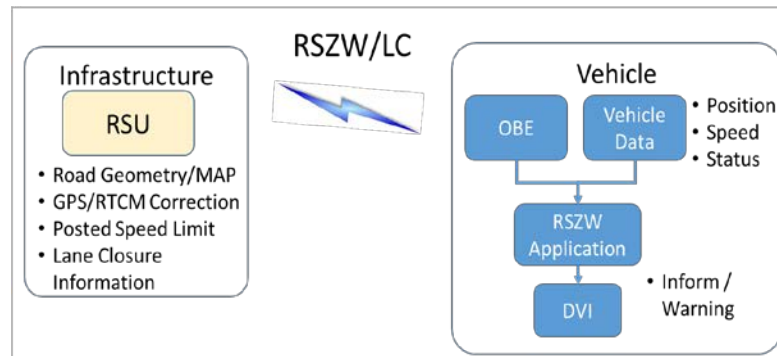 RSZW/LC
Infrastructure
RSU
• Road Geometry/MAP
• GPS/RTCM Correction
• Posted Speed Limit
• Lane Closure
Information
Vehicle
OBE
Vehicle
Data
• Position
• Speed
• Status
RSZW
Application
DVI
• Inform /
Warning